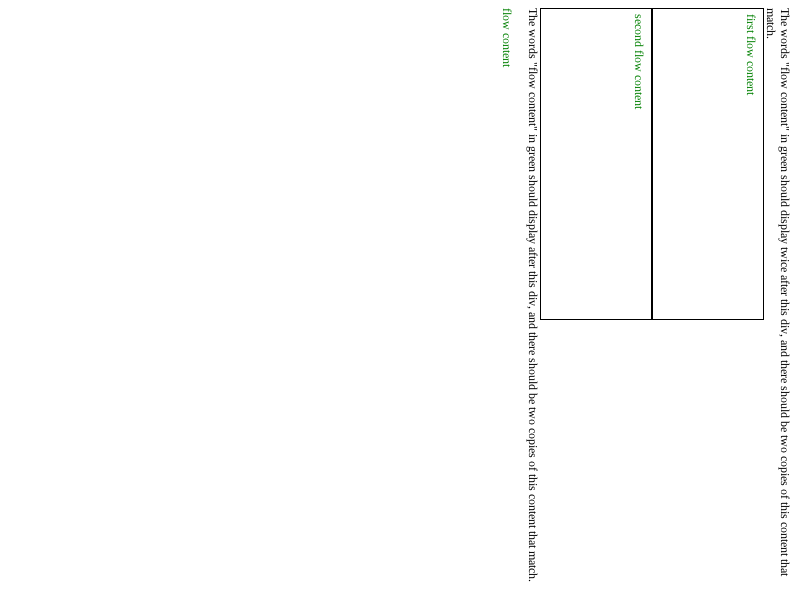 The words "flow content" in green should display twice after this div, and there should be two copies of this content that
match.
first flow content
second flow content
The words "flow content" in green should display after this div, and there should be two copies of this content that match.
flow content